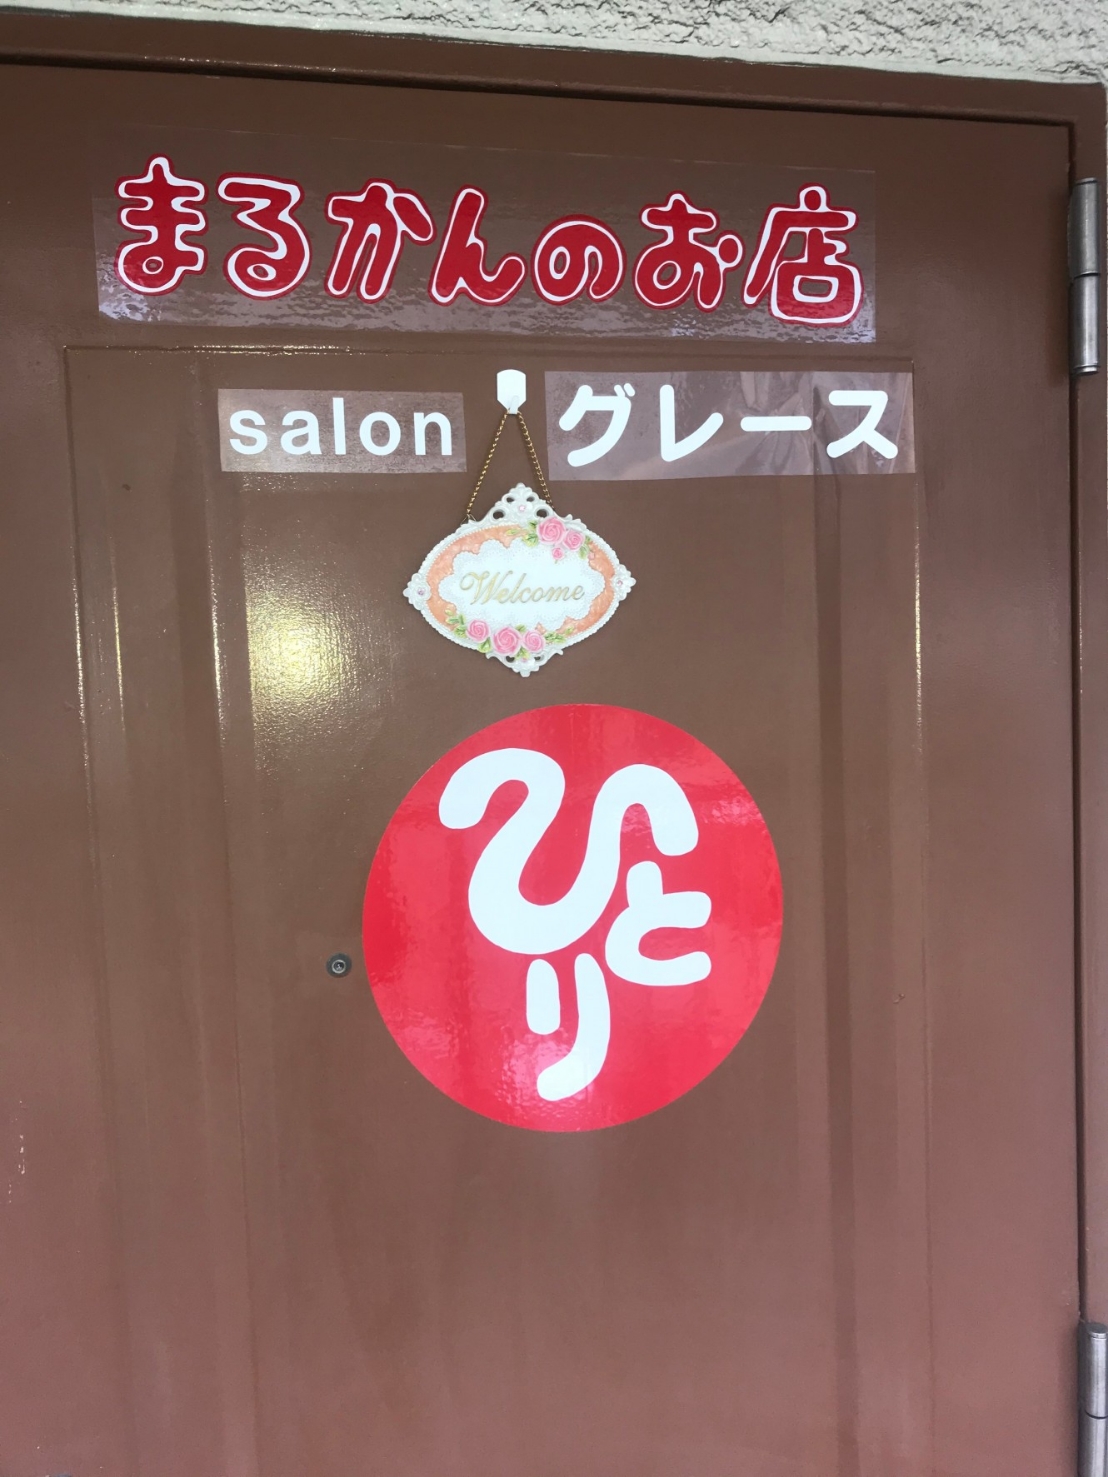 まるかんのお店
salon グレース
Welcome
ひとり